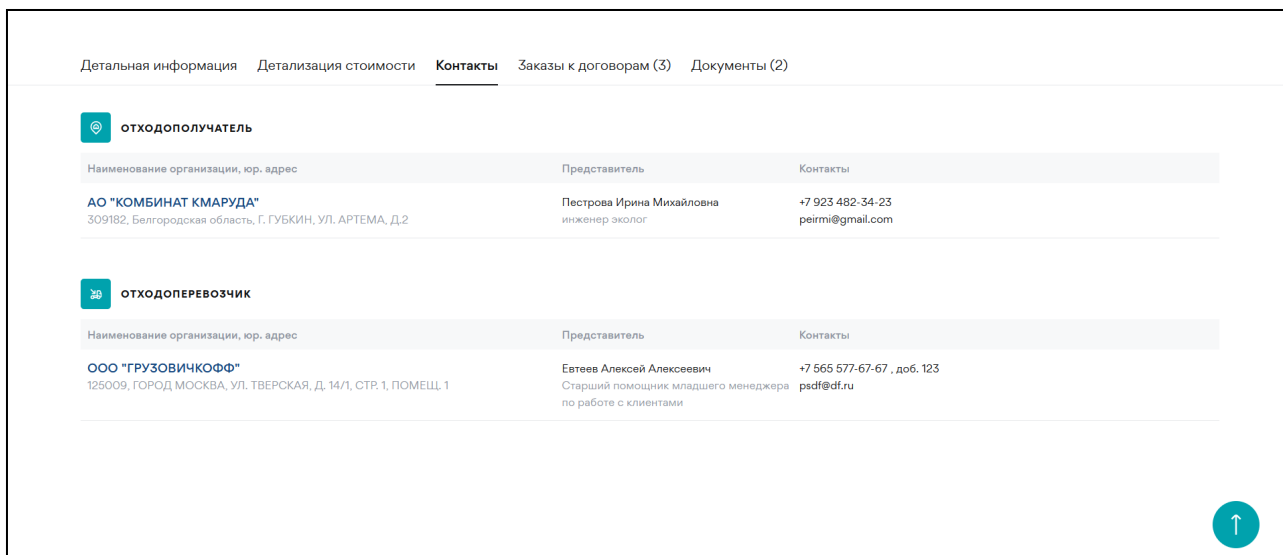 Детальная информация Детализация стоимости Контакты Заказы к договорам (3) Документы (2)
ОТХОДОПОЛУЧАТЕЛЬ
Наименование организации, юр. адрес Представитель Контакты
АО "КОМБИНАТ КМАРУДА" Пестрова Ирина Михайловна +7 923 482-34-23
309182, Белгородская область, Г. ГУБКИН, УЛ. АРТЕМА, Д.2 инженер эколог peirmi@gmail.com
ОТХОДОПЕРЕВОЗЧИК
Наименование организации, юр. адрес Представитель Контакты
ООО "ГРУЗОВИЧКОФФ" Евтеев Алексей Алексеевич +7 565 577-67-67 , доб. 123
125009, ГОРОД МОСКВА, УЛ. ТВЕРСКАЯ, Д. 14/1, СТР. 1, ПОМЕЩ. 1 Старший помощник младшего менеджера psdf@df.ru
по работе с клиентами